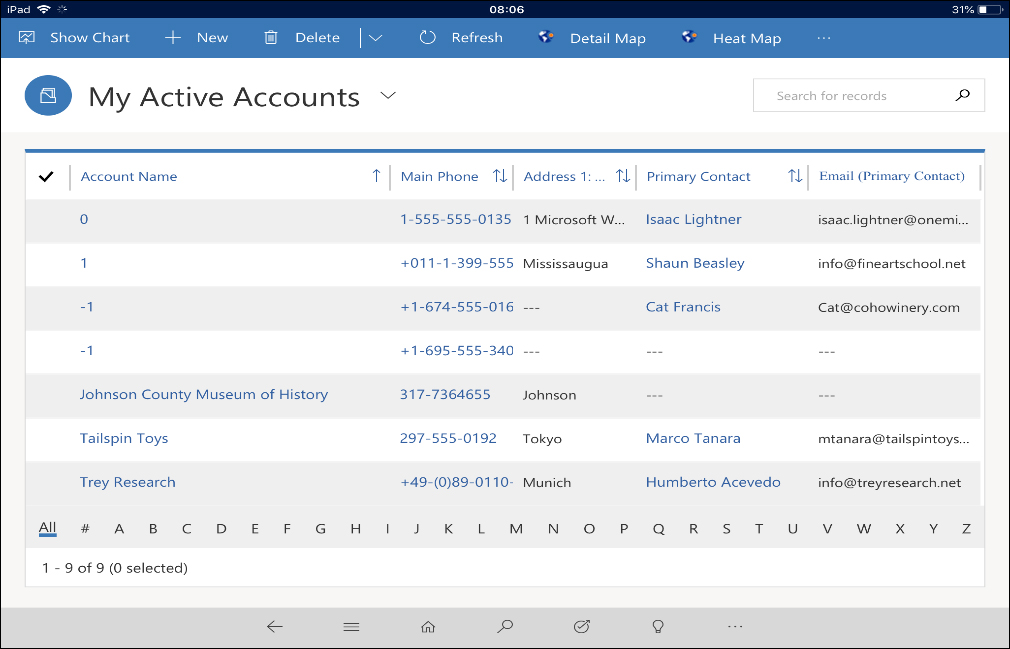 iPad 08:06 31%
Show Chart New Delete Refresh Detail Map Heat Map ...
My Active Accounts
Search for records
Account Name Main Phone Address 1: ... Primary Contact Email (Primary Contact)
0 1-555-555-0135 1 Microsoft W... Isaac Lightner isaac.lightner@onemi...
1 +011-1-399-555 Mississaugua Shaun Beasley info@fineartschool.net
-1 +1-674-555-016 --- Cat Francis Cat@cohowinery.com
-1 +1-695-555-340 --- --- ---
Johnson County Museum of History 317-7364655 Johnson --- ---
Tailspin Toys 297-555-0192 Tokyo Marco Tanara mtanara@tailspintoys...
Trey Research +49-(0)89-0110- Munich Humberto Acevedo info@treyresearch.net
All # A B C D E F G H I J K L M N O P Q R S T U V W X Y Z
1 - 9 of 9 (0 selected)
...